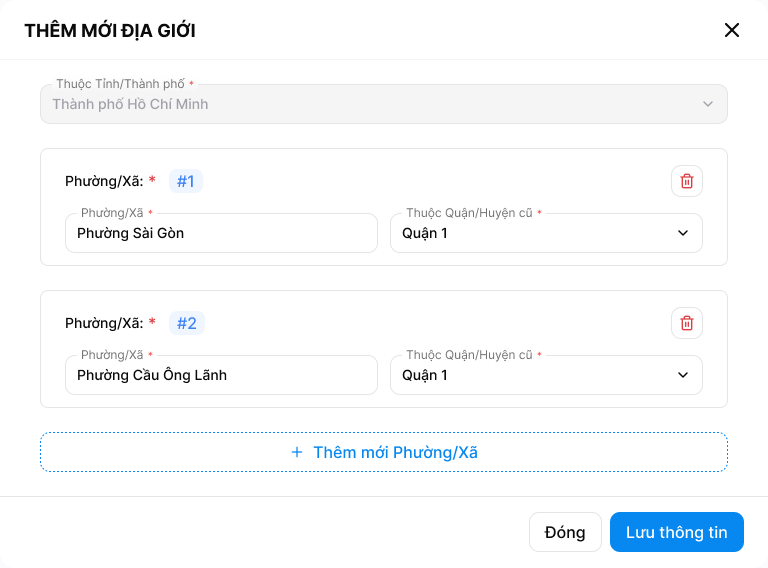 THÊM MỚI ĐỊA GIỚI
Thuộc Tỉnh/Thành phố *
Thành phố Hồ Chí Minh
Phường/Xã: * #1
Phường/Xã * Thuộc Quận/Huyện cũ *
Phường Sài Gòn Quận 1
Phường/Xã: * #2
Phường/Xã * Thuộc Quận/Huyện cũ *
Phường Cầu Ông Lãnh Quận 1
+ Thêm mới Phường/Xã
Đóng Lưu thông tin